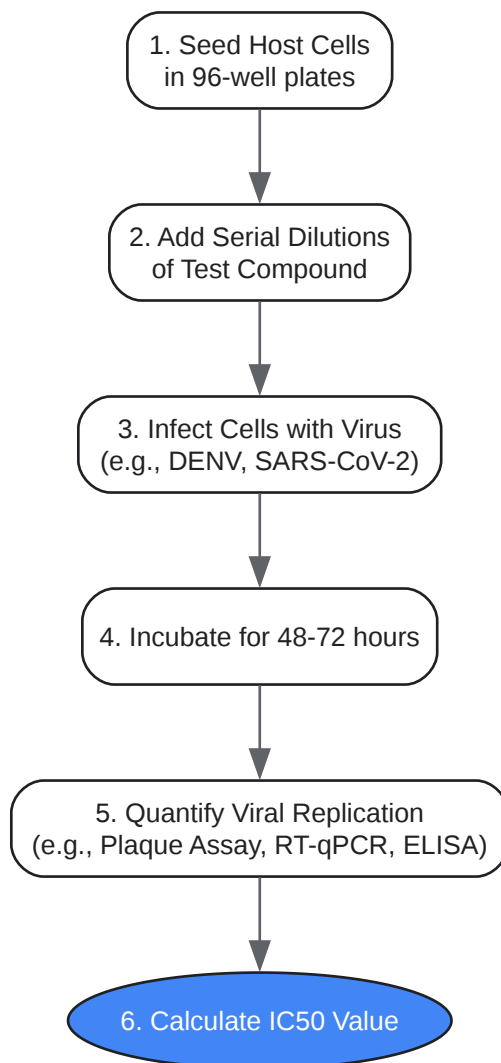 1. Seed Host Cells
in 96-well plates
2. Add Serial Dilutions
of Test Compound
3. Infect Cells with Virus
(e.g., DENV, SARS-CoV-2)
4. Incubate for 48-72 hours
5. Quantify Viral Replication
(e.g., Plaque Assay, RT-qPCR, ELISA)
6. Calculate IC50 Value